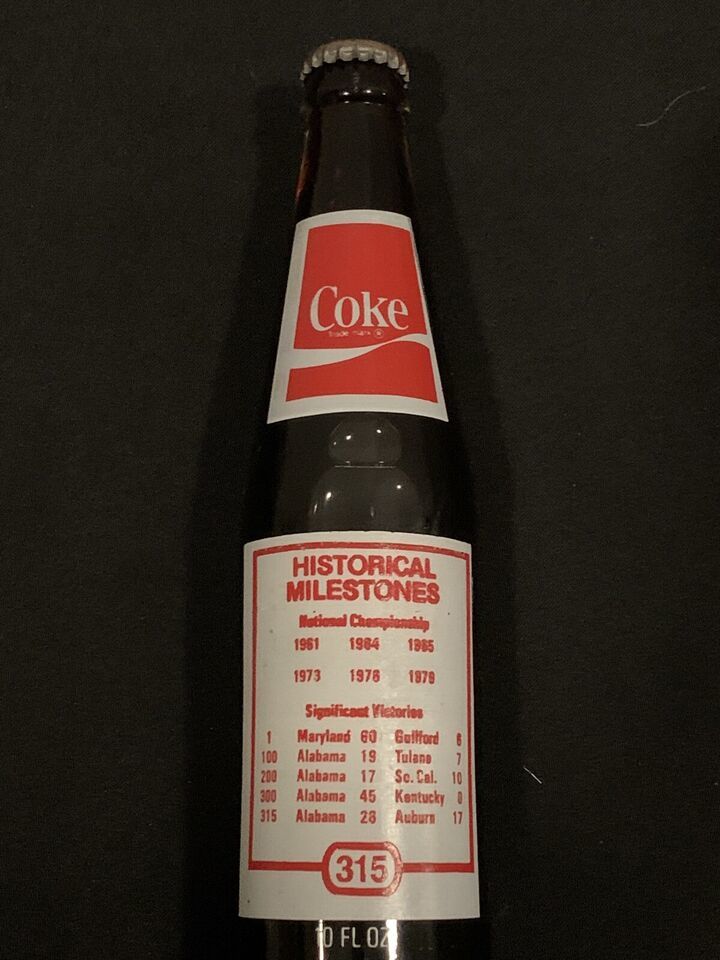 Coke
Trade mark ®
HISTORICAL
MILESTONES
National Championship
1961 1964 1965
1973 1978 1979
Significant Victories
1 Maryland 60 Guilford 6
100 Alabama 19 Tulane 7
200 Alabama 17 So. Cal. 10
300 Alabama 45 Kentucky 0
315 Alabama 28 Auburn 17
315
10 FL OZ